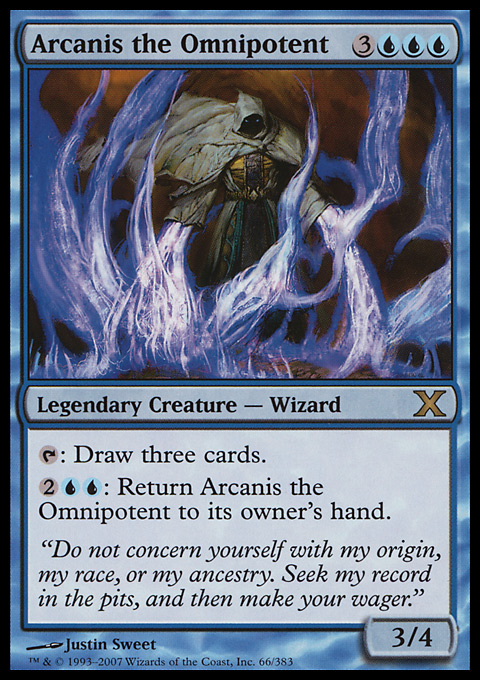 Arcanis the Omnipotent 3
Legendary Creature — Wizard X
: Draw three cards.
2 : Return Arcanis the
Omnipotent to its owner's hand.
"Do not concern yourself with my origin,
my race, or my ancestry. Seek my record
in the pits, and then make your wager."
3/4
Justin Sweet
™ & © 1993–2007 Wizards of the Coast, Inc. 66/383